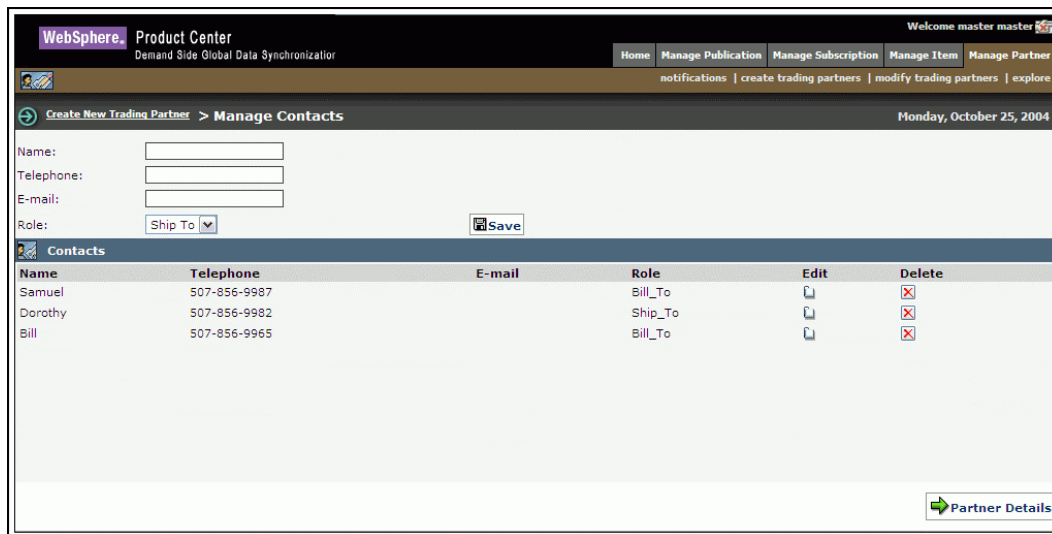 Welcome master master
WebSphere. Product Center
Demand Side Global Data Synchronization
Home Manage Publication Manage Subscription Manage Item Manage Partner
notifications | create trading partners | modify trading partners | explore
Create New Trading Partner > Manage Contacts Monday, October 25, 2004
Name:
Telephone:
E-mail:
Role: Ship To Save
Contacts
Name Telephone E-mail Role Edit Delete
Samuel 507-856-9987 Bill_To
Dorothy 507-856-9982 Ship_To
Bill 507-856-9965 Bill_To
Partner Details